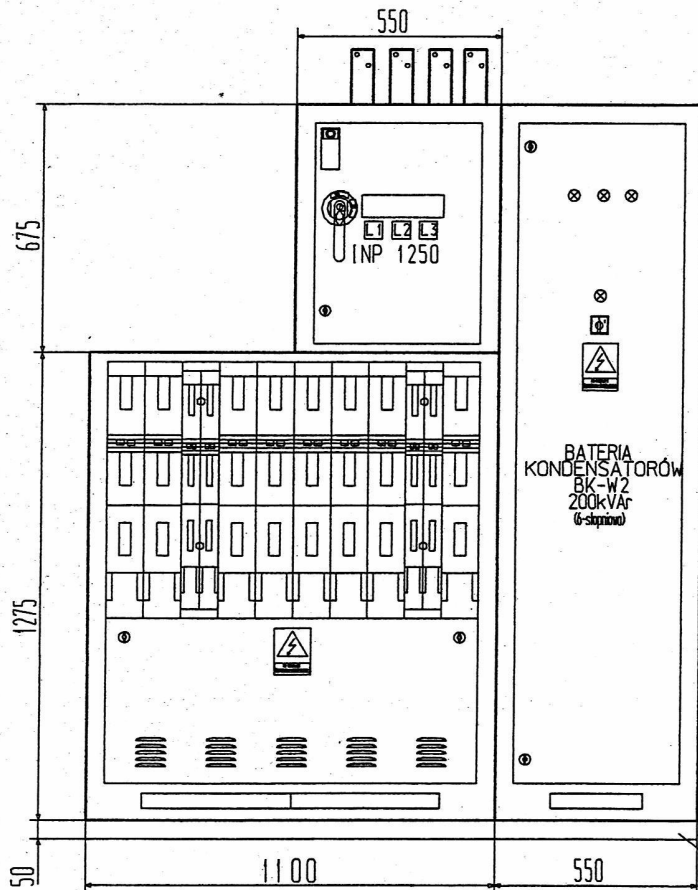 550
675
L1 L2 L3
INP 1250
BATERIA
KONDENSATORÓW
BK-W2
200kVAr
(6-stopniowa)
1275
50
1100
550